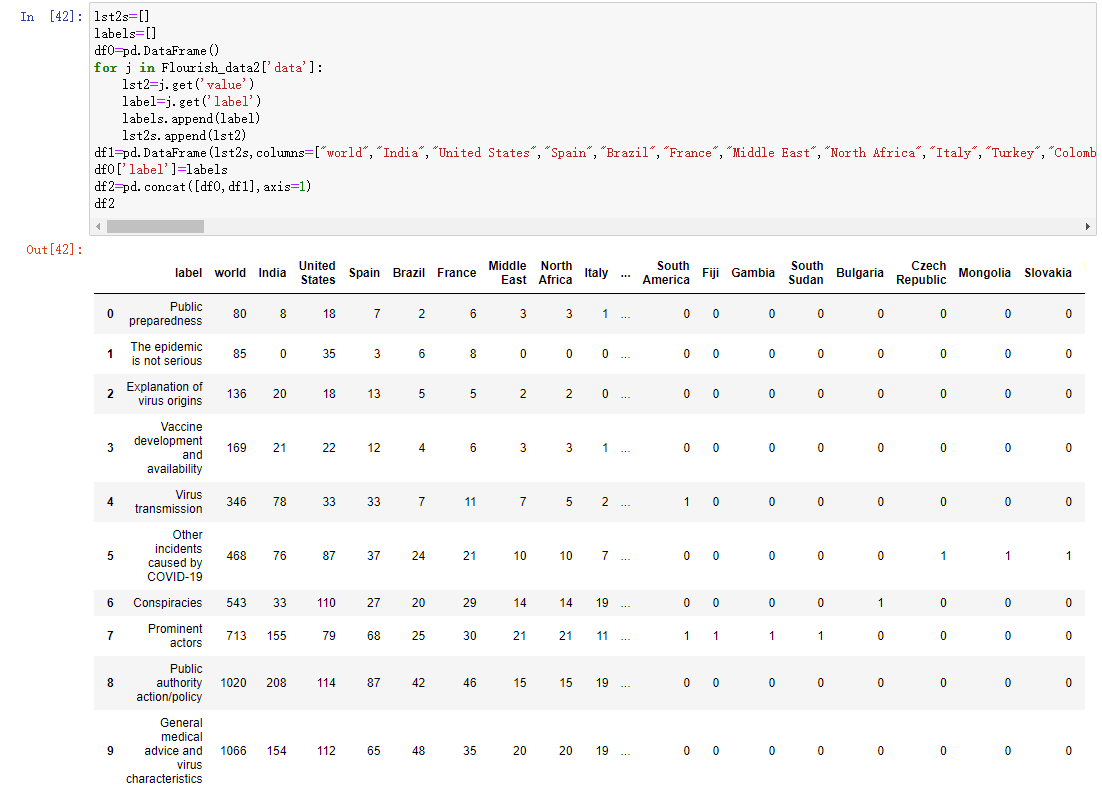 In [42]:
lst2s=[]
labels=[]
df0=pd.DataFrame()
for j in Flourish_data2['data']:
    lst2=j.get('value')
    label=j.get('label')
    labels.append(label)
    lst2s.append(lst2)
df1=pd.DataFrame(lst2s,columns=["world","India","United States","Spain","Brazil","France","Middle East","North Africa","Italy","Turkey","Colomb
df0['label']=labels
df2=pd.concat([df0,df1],axis=1)
df2
Out[42]:
label world India United States Spain Brazil France Middle East North Africa Italy ... South America Fiji Gambia South Sudan Bulgaria Czech Republic Mongolia Slovakia
0 Public preparedness 80 8 18 7 2 6 3 3 1 ... 0 0 0 0 0 0 0 0
1 The epidemic is not serious 85 0 35 3 6 8 0 0 0 ... 0 0 0 0 0 0 0 0
2 Explanation of virus origins 136 20 18 13 5 5 2 2 0 ... 0 0 0 0 0 0 0 0
3 Vaccine development and availability 169 21 22 12 4 6 3 3 1 ... 0 0 0 0 0 0 0 0
4 Virus transmission 346 78 33 33 7 11 7 5 2 ... 1 0 0 0 0 0 0 0
5 Other incidents caused by COVID-19 468 76 87 37 24 21 10 10 7 ... 0 0 0 0 0 1 1 1
6 Conspiracies 543 33 110 27 20 29 14 14 19 ... 0 0 0 0 1 0 0 0
7 Prominent actors 713 155 79 68 25 30 21 21 11 ... 1 1 1 1 0 0 0 0
8 Public authority action/policy 1020 208 114 87 42 46 15 15 19 ... 0 0 0 0 0 0 0 0
9 General medical advice and virus characteristics 1066 154 112 65 48 35 20 20 19 ... 0 0 0 0 0 0 0 0